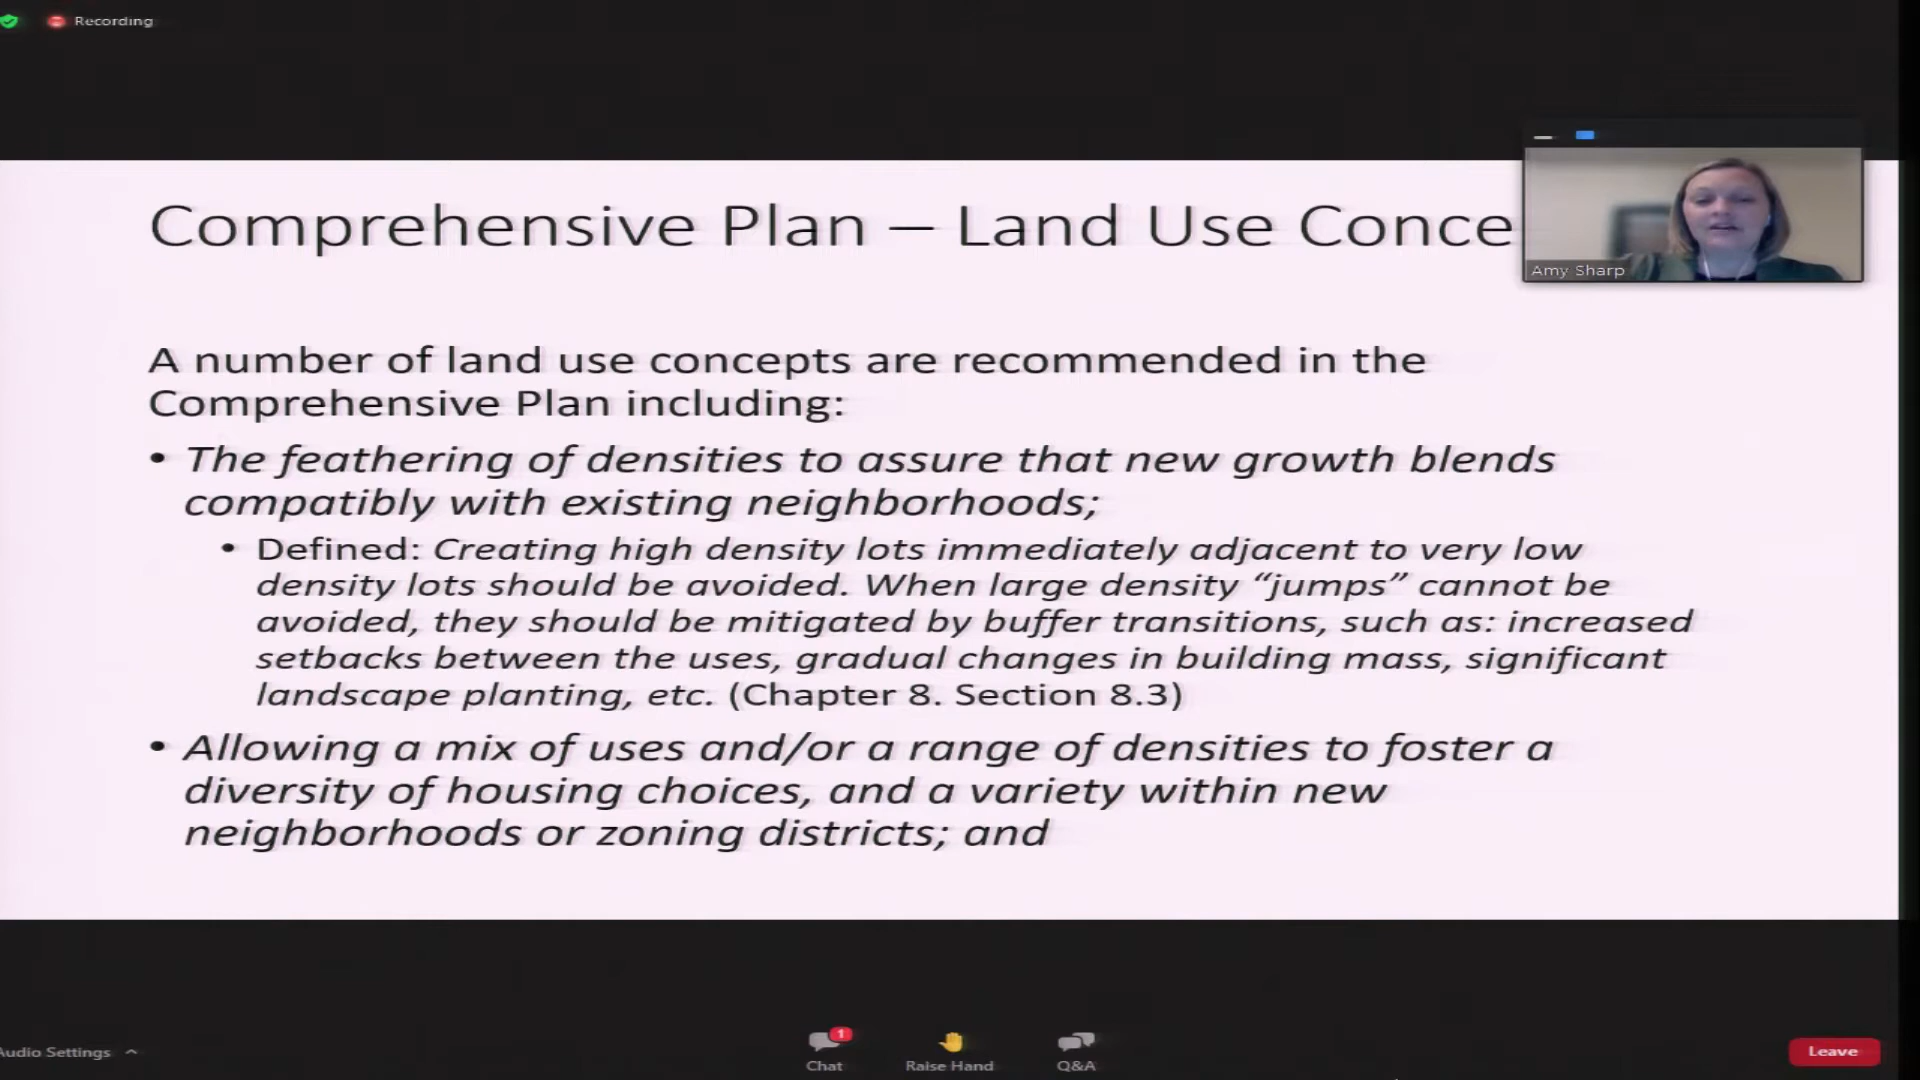 Recording
Comprehensive Plan – Land Use Conce
Amy Sharp
A number of land use concepts are recommended in the
Comprehensive Plan including:
• The feathering of densities to assure that new growth blends
compatibly with existing neighborhoods;
• Defined: Creating high density lots immediately adjacent to very low
density lots should be avoided. When large density “jumps” cannot be
avoided, they should be mitigated by buffer transitions, such as: increased
setbacks between the uses, gradual changes in building mass, significant
landscape planting, etc. (Chapter 8. Section 8.3)
• Allowing a mix of uses and/or a range of densities to foster a
diversity of housing choices, and a variety within new
neighborhoods or zoning districts; and
Audio Settings
1
Chat
Raise Hand
Q&A
Leave